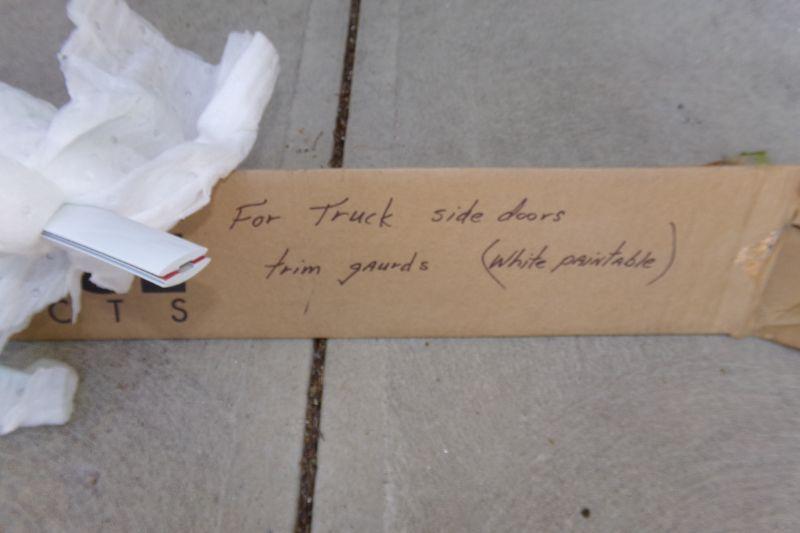 For Truck side doors
trim gaurds (white paintable)
CTS